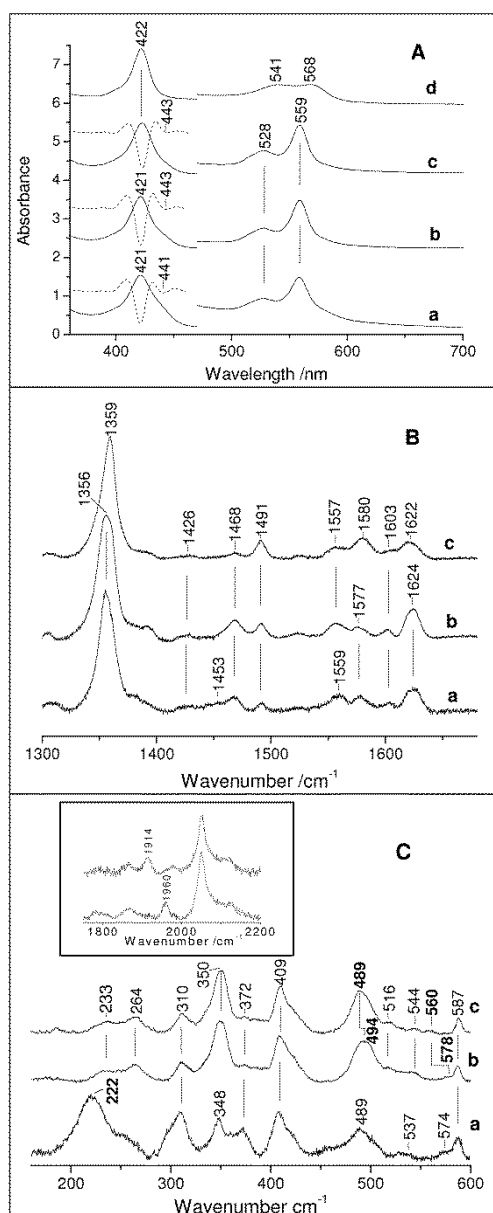 A
422
7
541 568
d
6
443
5
528 559
c
4
443
421
3
b
2
421
441
1
a
0
Absorbance
400 500 600 700
Wavelength /nm
1359
B
1356
1426 1468 1491 1557 1580 1603 1622
c
1577 1624
b
1453 1559
a
1300 1400 1500 1600
Wavenumber /cm-1
C
1914
1960
1800 2000 2200
Wavenumber /cm-1
233 264 310 350 372 409 489 516 544 560 587
c
494
578
b
222
348 489 537 574
a
200 300 400 500 600
Wavenumber cm-1